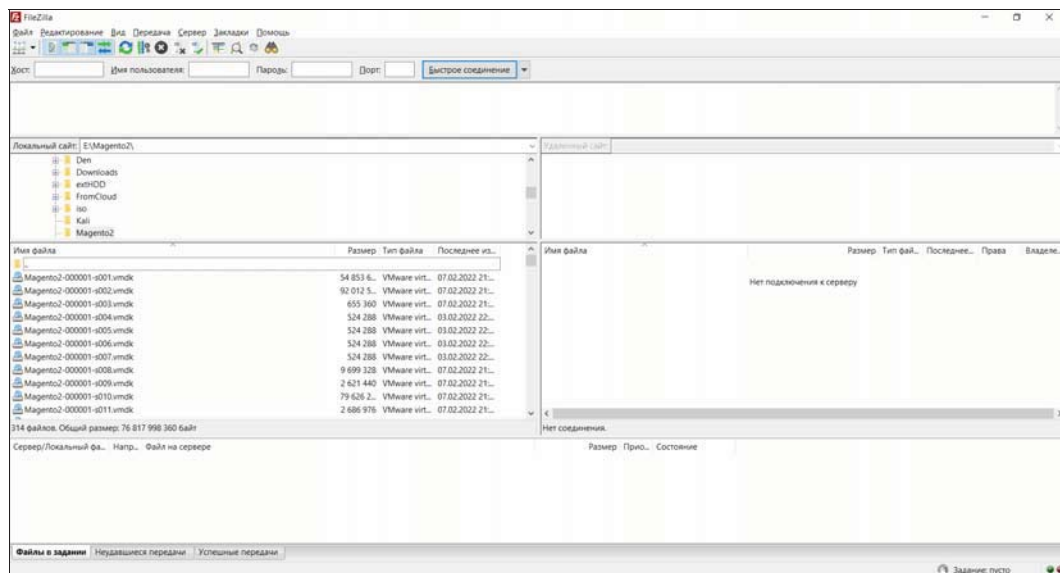 FileZilla
Файл Редактирование Вид Передача Сервер Закладки Помощь
Хост: Имя пользователя: Пароль: Порт: Быстрое соединение
Локальный сайт: E:\Magento2\
Удаленный сайт:
Den
Downloads
extHDD
FromCloud
iso
Kali
Magento2
Имя файла Размер Тип файла Последнее из...
..
Magento2-000001-s001.vmdk 54 853 6... VMware virt... 07.02.2022 21:...
Magento2-000001-s002.vmdk 92 012 5... VMware virt... 07.02.2022 21:...
Magento2-000001-s003.vmdk 655 360 VMware virt... 07.02.2022 21:...
Magento2-000001-s004.vmdk 524 288 VMware virt... 03.02.2022 22:...
Magento2-000001-s005.vmdk 524 288 VMware virt... 03.02.2022 22:...
Magento2-000001-s006.vmdk 524 288 VMware virt... 03.02.2022 22:...
Magento2-000001-s007.vmdk 524 288 VMware virt... 03.02.2022 22:...
Magento2-000001-s008.vmdk 9 699 328 VMware virt... 07.02.2022 21:...
Magento2-000001-s009.vmdk 2 621 440 VMware virt... 07.02.2022 21:...
Magento2-000001-s010.vmdk 79 626 2... VMware virt... 07.02.2022 21:...
Magento2-000001-s011.vmdk 2 686 976 VMware virt... 07.02.2022 21:...
314 файлов. Общий размер: 76 817 998 360 байт
Имя файла Размер Тип фай... Последнее... Права Владеле...
Нет подключения к серверу
Нет соединения.
Сервер/Локальный фа... Напр... Файл на сервере Размер Прио... Состояние
Файлы в задании Неудавшиеся передачи Успешные передачи
Задание: пусто